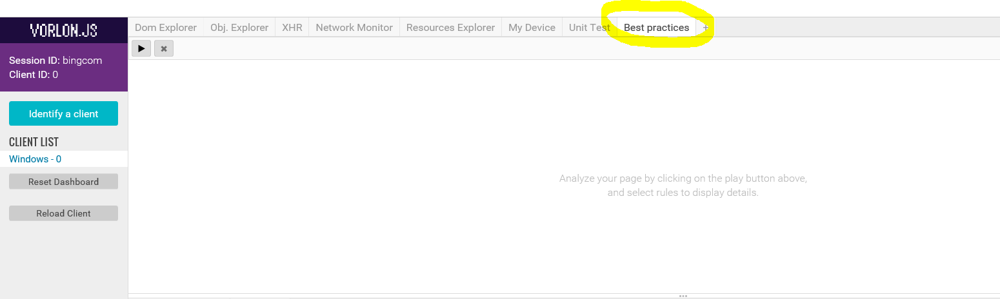 VORLON.JS
Session ID: bingcom
Client ID: 0
Identify a client
CLIENT LIST
Windows - 0
Reset Dashboard
Reload Client
Dom Explorer Obj. Explorer XHR Network Monitor Resources Explorer My Device Unit Test Best practices +
Analyze your page by clicking on the play button above,
and select rules to display details.